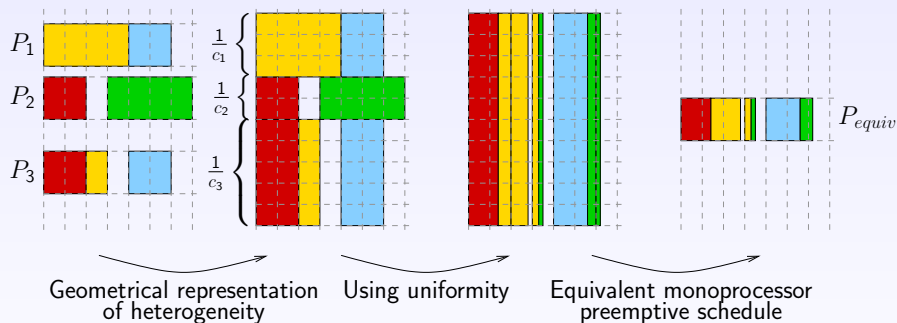 P₁
P₂
P₃
1/c₁
1/c₂
1/c₃
P_equiv
Geometrical representation
of heterogeneity
Using uniformity
Equivalent monoprocessor
preemptive schedule